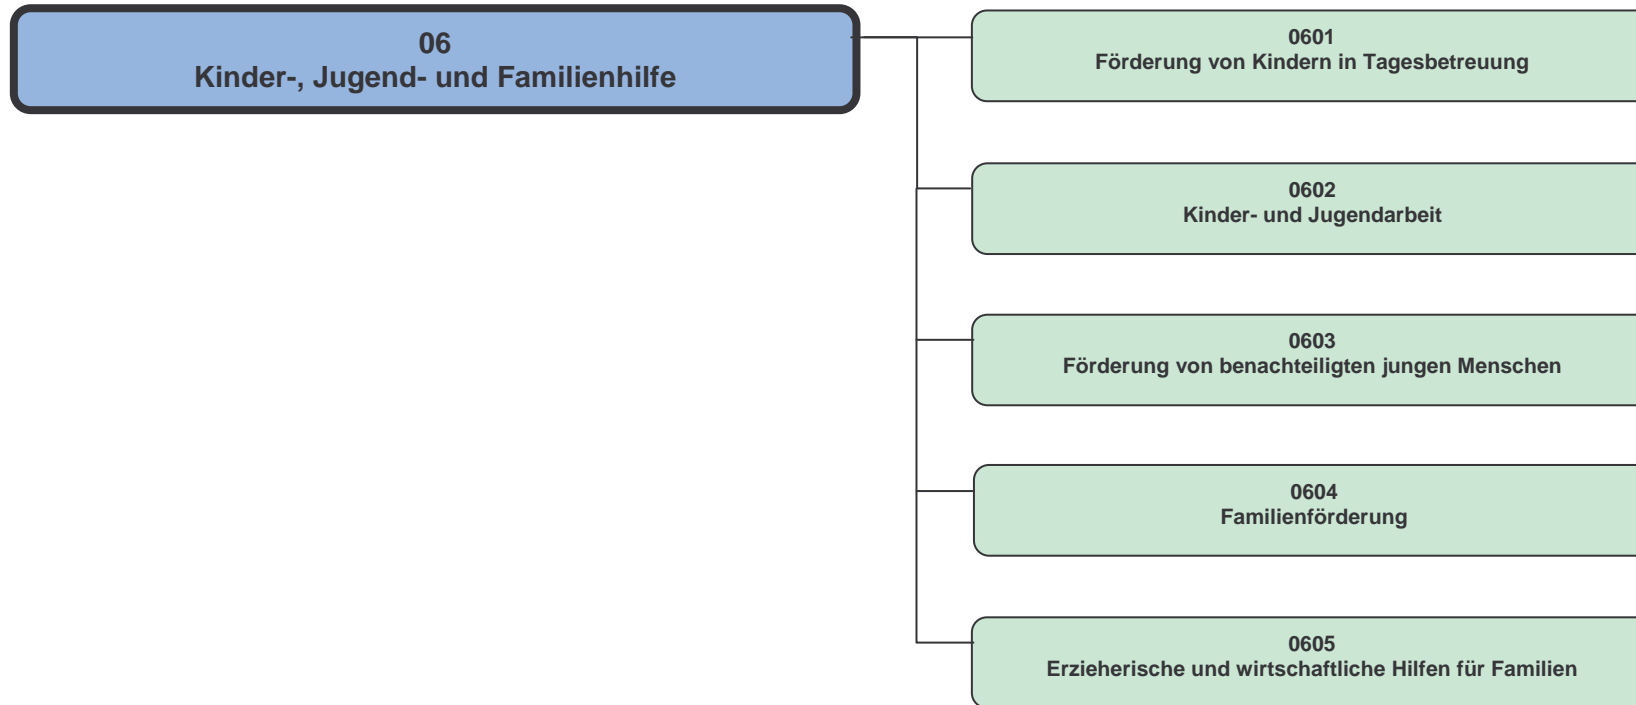 06
Kinder-, Jugend- und Familienhilfe
0601
Förderung von Kindern in Tagesbetreuung
0602
Kinder- und Jugendarbeit
0603
Förderung von benachteiligten jungen Menschen
0604
Familienförderung
0605
Erzieherische und wirtschaftliche Hilfen für Familien